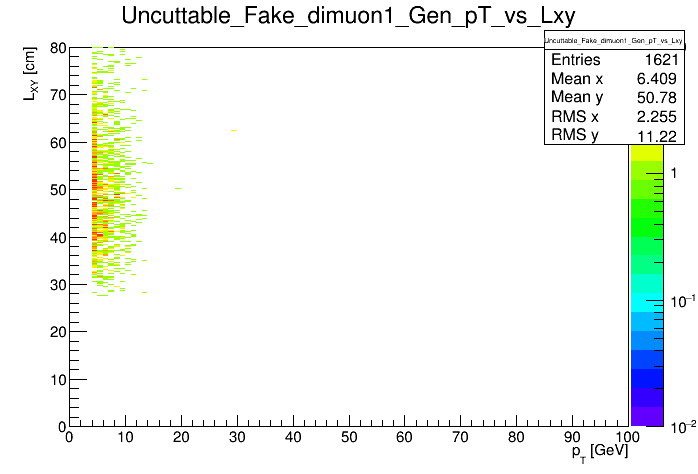 Uncuttable_Fake_dimuon1_Gen_pT_vs_Lxy
Uncuttable_Fake_dimuon1_Gen_pT_vs_Lxy
Entries 1621
Mean x 6.409
Mean y 50.78
RMS x 2.255
RMS y 11.22
L_XY [cm]
80
70
60
50
40
30
20
10
0
0 10 20 30 40 50 60 70 80 90 100
p_T [GeV]
1
10^-1
10^-2